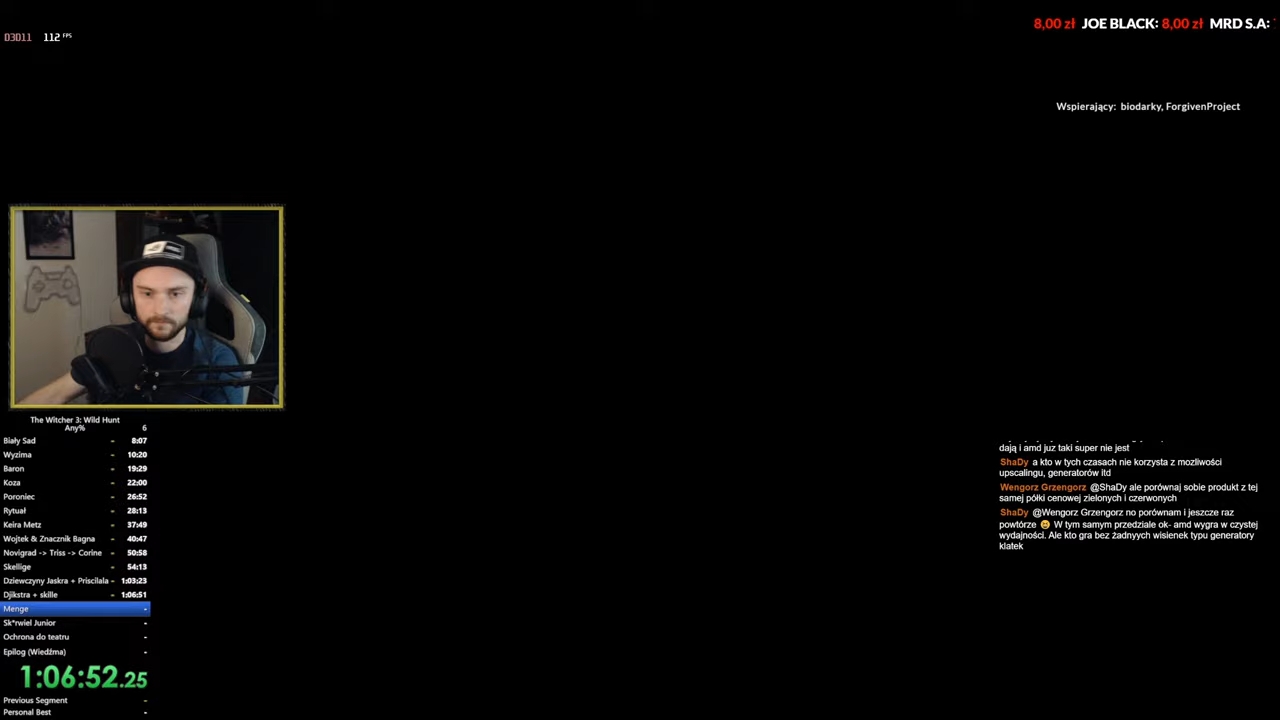 03011 112 FPS
8,00 zł JOE BLACK: 8,00 zł MRD S.A:
Wspierający: biodarky, ForgivenProject
The Witcher 3: Wild Hunt
Any% 6
Biały Sad - 8:07
Wyzima - 10:20
Baron - 19:29
Koza - 22:00
Poroniec - 26:52
Rytuał - 28:13
Keira Metz - 37:49
Wojtek & Znacznik Bagna - 40:47
Novigrad -> Triss -> Corine - 50:58
Skellige - 54:13
Dziewczyny Jaskra + Priscilala - 1:03:23
Djikstra + skille - 1:06:51
Menge -
Sk*rwiel Junior -
Ochrona do teatru -
Epilog (Wiedźma) -
1:06:52.25
Previous Segment -
Personal Best -
dają i amd juz taki super nie jest
ShaDy a kto w tych czasach nie korzysta z mozliwości
upscalingu, generatorów itd
Wengorz Grzengorz @ShaDy ale porównaj sobie produkt z tej
samej półki cenowej zielonych i czerwonych
ShaDy @Wengorz Grzengorz no porównam i jeszcze raz
powtórze 😄 W tym samym przedziale ok- amd wygra w czystej
wydajności. Ale kto gra bez żadnyych wisienek typu generatory
klatek